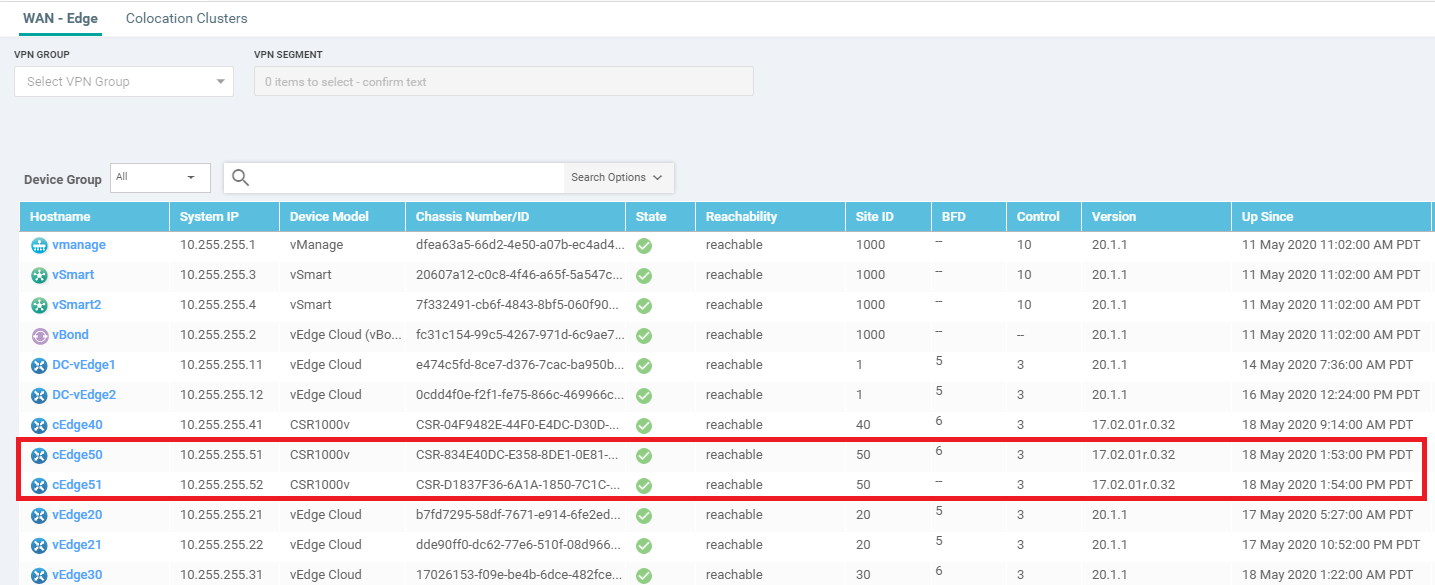 WAN - Edge Colocation Clusters
VPN GROUP VPN SEGMENT
Select VPN Group 0 items to select - confirm text
Device Group All Search Options
Hostname System IP Device Model Chassis Number/ID State Reachability Site ID BFD Control Version Up Since
vmanage 10.255.255.1 vManage dfea63a5-66d2-4e50-a07b-ec4ad4... reachable 1000 -- 10 20.1.1 11 May 2020 11:02:00 AM PDT
vSmart 10.255.255.3 vSmart 20607a12-c0c8-4f46-a65f-5a547c... reachable 1000 -- 10 20.1.1 11 May 2020 11:02:00 AM PDT
vSmart2 10.255.255.4 vSmart 7f332491-cb6f-4843-8bf5-060f90... reachable 1000 -- 10 20.1.1 11 May 2020 11:02:00 AM PDT
vBond 10.255.255.2 vEdge Cloud (vBo... fc31c154-99c5-4267-971d-6c9ae7... reachable 1000 -- -- 20.1.1 11 May 2020 11:02:00 AM PDT
DC-vEdge1 10.255.255.11 vEdge Cloud e474c5fd-8ce7-d376-7cac-ba950b... reachable 1 5 3 20.1.1 14 May 2020 7:36:00 AM PDT
DC-vEdge2 10.255.255.12 vEdge Cloud 0cdd4f0e-f2f1-fe75-866c-469966c... reachable 1 5 3 20.1.1 16 May 2020 12:24:00 PM PDT
cEdge40 10.255.255.41 CSR1000v CSR-04F9482E-44F0-E4DC-D30D-... reachable 40 6 3 17.02.01r.0.32 18 May 2020 9:14:00 AM PDT
cEdge50 10.255.255.51 CSR1000v CSR-834E40DC-E358-8DE1-0E81-... reachable 50 6 3 17.02.01r.0.32 18 May 2020 1:53:00 PM PDT
cEdge51 10.255.255.52 CSR1000v CSR-D1837F36-6A1A-1850-7C1C-... reachable 50 -- 3 17.02.01r.0.32 18 May 2020 1:54:00 PM PDT
vEdge20 10.255.255.21 vEdge Cloud b7fd7295-58df-7671-e914-6fe2ed... reachable 20 5 3 20.1.1 17 May 2020 5:27:00 AM PDT
vEdge21 10.255.255.22 vEdge Cloud dde90ff0-dc62-77e6-510f-08d966... reachable 20 5 3 20.1.1 17 May 2020 10:52:00 PM PDT
vEdge30 10.255.255.31 vEdge Cloud 17026153-f09e-be4b-6dce-482fce... reachable 30 6 3 20.1.1 18 May 2020 1:22:00 AM PDT